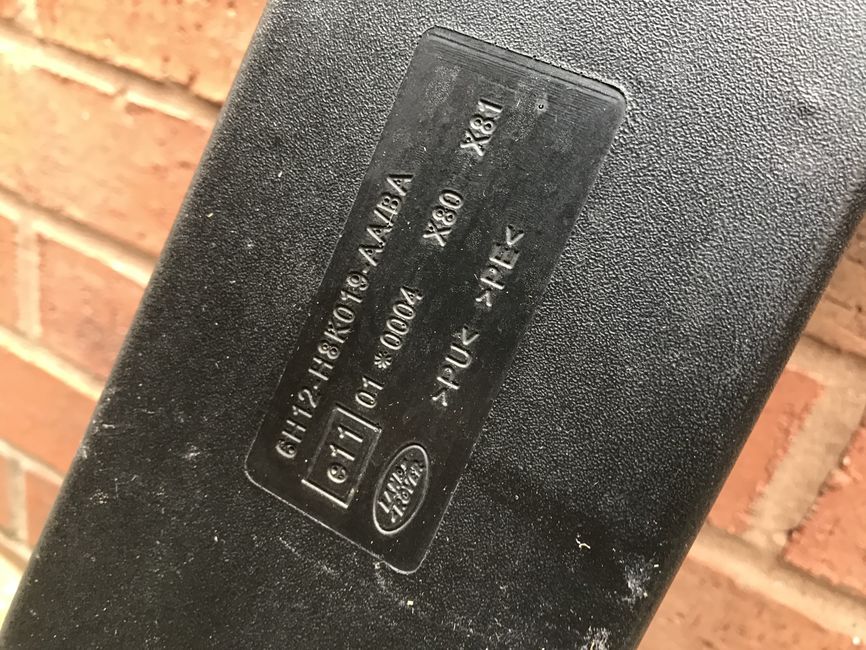 6H12-H8K019-AA/BA
e11 01*0004 X80 X81
LAND ROVER >PU< >PE<